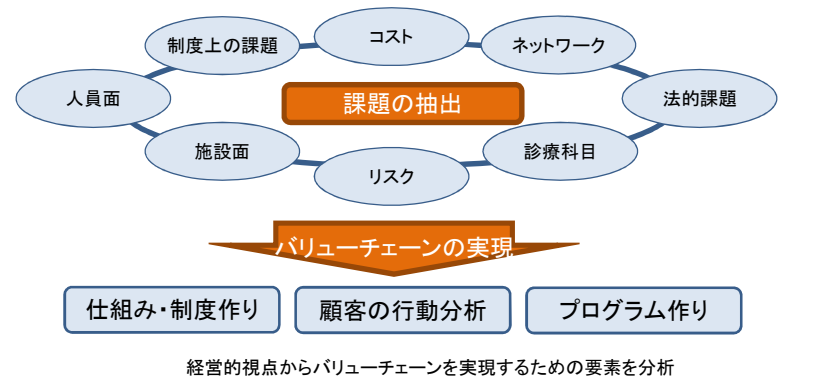 コスト
制度上の課題
ネットワーク
人員面
課題の抽出
法的課題
施設面
診療科目
リスク
バリューチェーンの実現
仕組み・制度作り
顧客の行動分析
プログラム作り
経営的視点からバリューチェーンを実現するための要素を分析